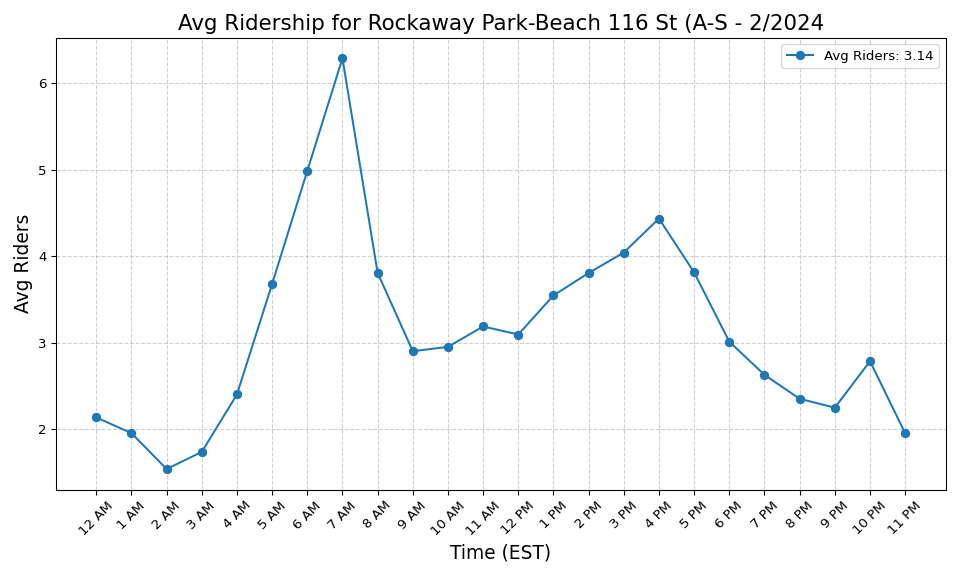 Avg Ridership for Rockaway Park-Beach 116 St (A-S - 2/2024
Avg Riders: 3.14
Avg Riders
6
5
4
3
2
12 AM
1 AM
2 AM
3 AM
4 AM
5 AM
6 AM
7 AM
8 AM
9 AM
10 AM
11 AM
12 PM
1 PM
2 PM
3 PM
4 PM
5 PM
6 PM
7 PM
8 PM
9 PM
10 PM
11 PM
Time (EST)